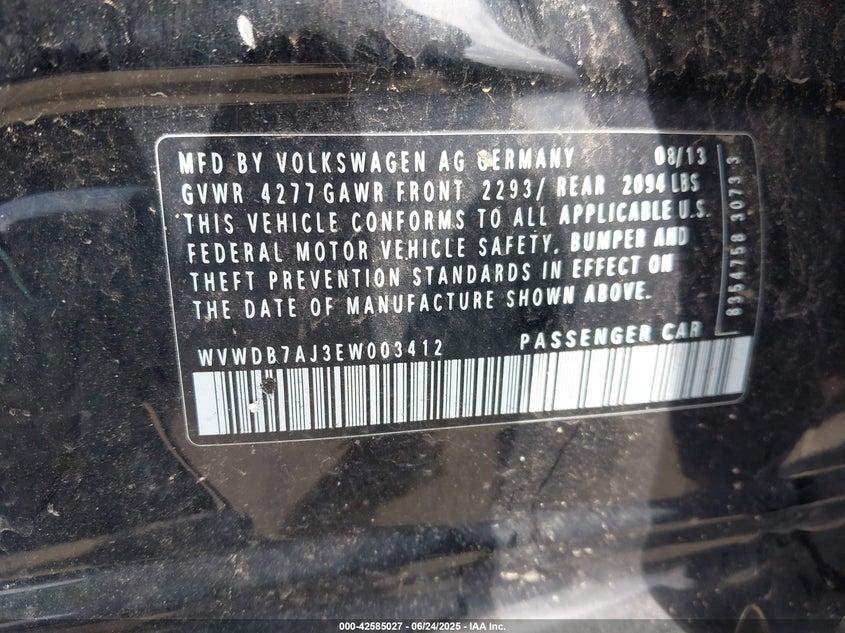 MFD BY VOLKSWAGEN AG GERMANY 08/13
GVWR 4277 GAWR FRONT 2293/ REAR 2094 LBS
THIS VEHICLE CONFORMS TO ALL APPLICABLE U.S.
FEDERAL MOTOR VEHICLE SAFETY, BUMPER AND
THEFT PREVENTION STANDARDS IN EFFECT ON
THE DATE OF MANUFACTURE SHOWN ABOVE.
WVWDB7AJ3EW003412 PASSENGER CAR
8354758 3073 3
000-42585027 - 06/24/2025 - IAA Inc.